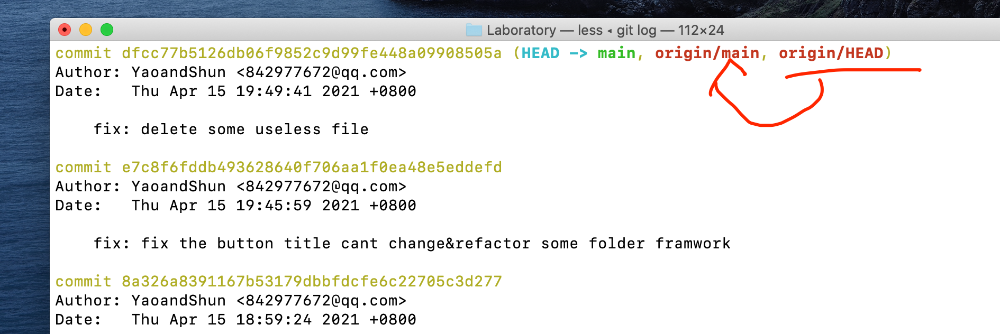 Laboratory — less ◂ git log — 112×24
commit dfcc77b5126db06f9852c9d99fe448a09908505a (HEAD -> main, origin/main, origin/HEAD)
Author: YaoandShun <842977672@qq.com>
Date:   Thu Apr 15 19:49:41 2021 +0800
    fix: delete some useless file
commit e7c8f6fddb493628640f706aa1f0ea48e5eddefd
Author: YaoandShun <842977672@qq.com>
Date:   Thu Apr 15 19:45:59 2021 +0800
    fix: fix the button title cant change&refactor some folder framwork
commit 8a326a8391167b53179dbbfdcfe6c22705c3d277
Author: YaoandShun <842977672@qq.com>
Date:   Thu Apr 15 18:59:24 2021 +0800